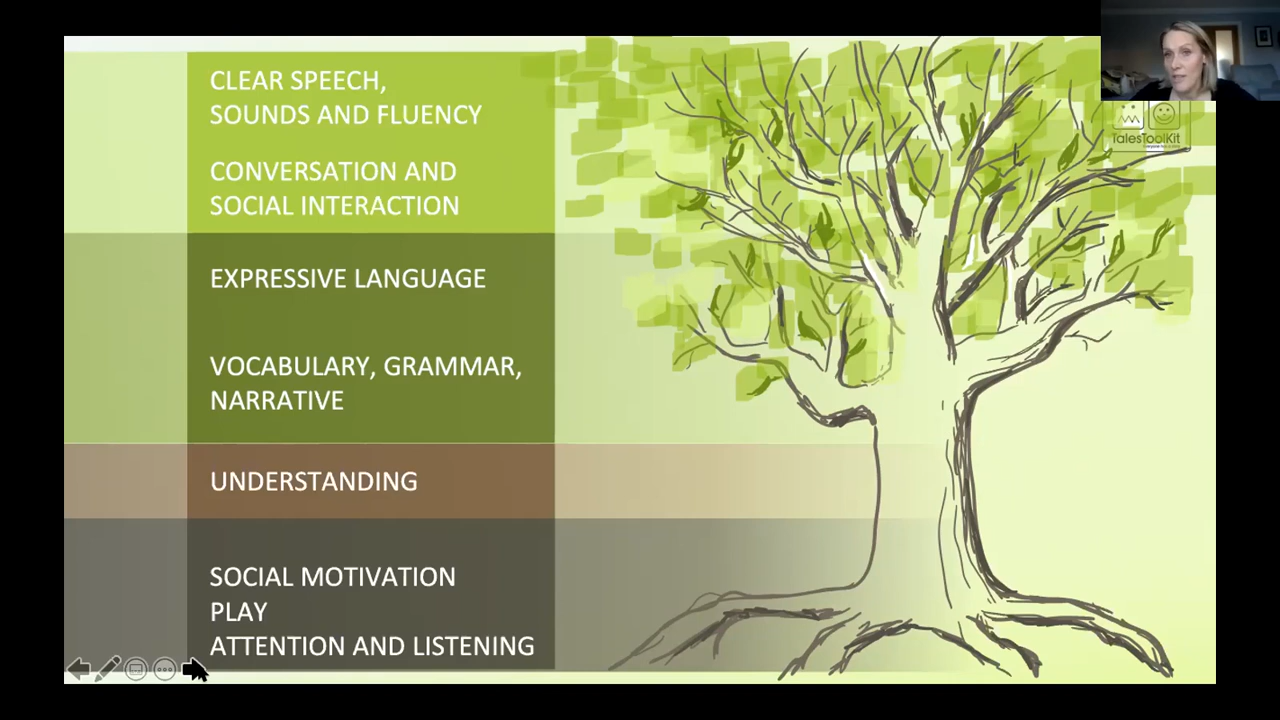 CLEAR SPEECH,
SOUNDS AND FLUENCY
CONVERSATION AND
SOCIAL INTERACTION
EXPRESSIVE LANGUAGE
VOCABULARY, GRAMMAR,
NARRATIVE
UNDERSTANDING
SOCIAL MOTIVATION
PLAY
ATTENTION AND LISTENING
TalesToolKit